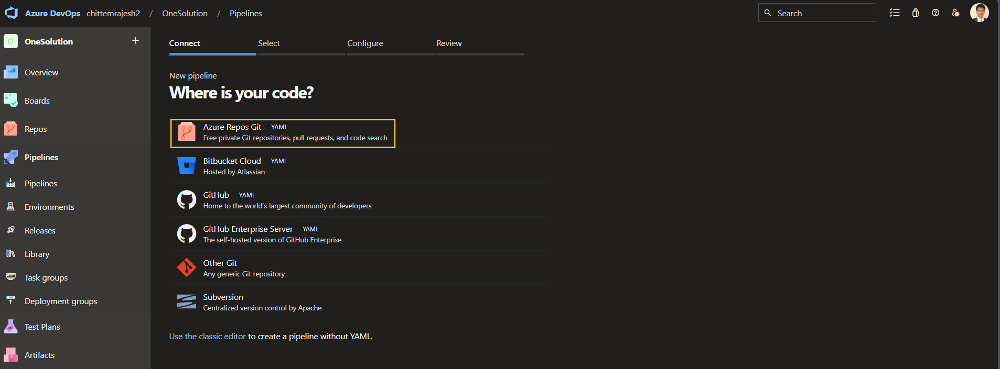 Azure DevOps chittemrajesh2 / OneSolution / Pipelines
Search
O OneSolution +
Overview
Boards
Repos
Pipelines
Pipelines
Environments
Releases
Library
Task groups
Deployment groups
Test Plans
Artifacts
Connect Select Configure Review
New pipeline
Where is your code?
Azure Repos Git YAML
Free private Git repositories, pull requests, and code search
Bitbucket Cloud YAML
Hosted by Atlassian
GitHub YAML
Home to the world's largest community of developers
GitHub Enterprise Server YAML
The self-hosted version of GitHub Enterprise
Other Git
Any generic Git repository
Subversion
Centralized version control by Apache
Use the classic editor to create a pipeline without YAML.